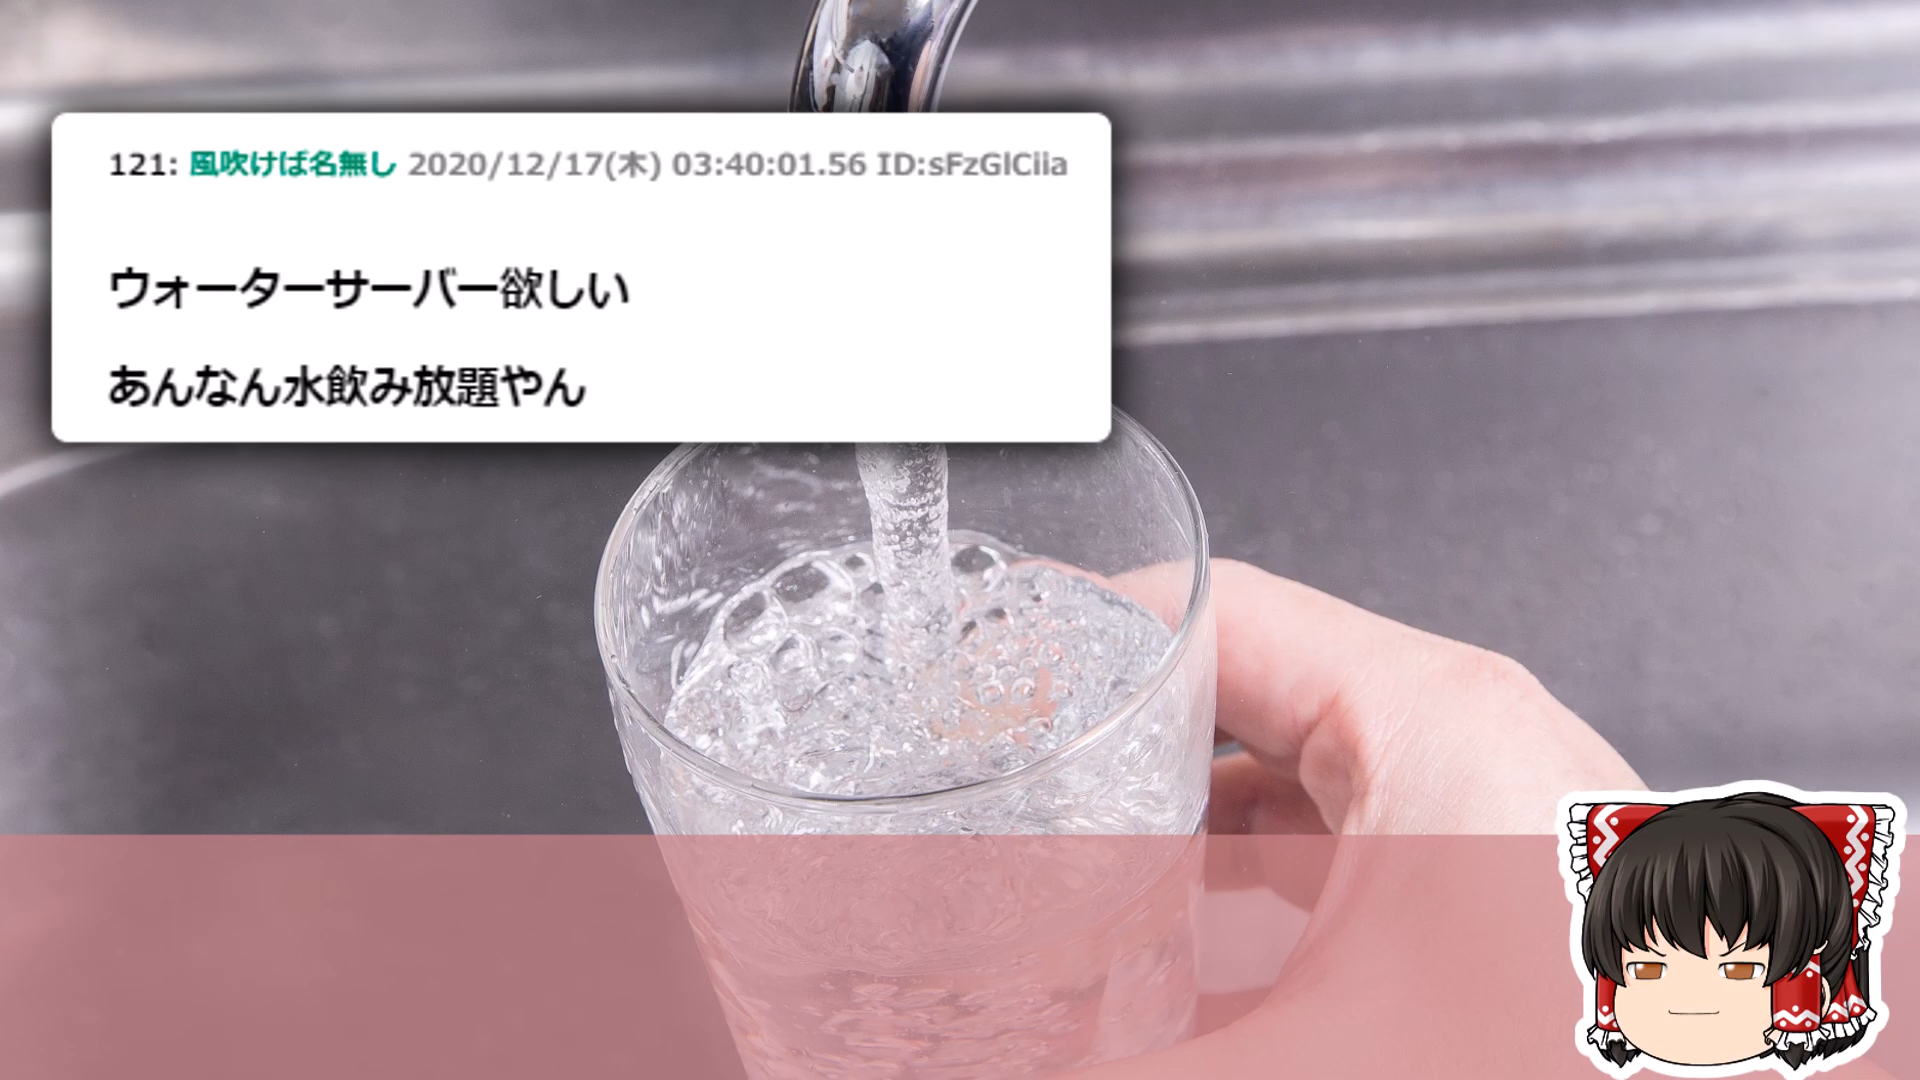 121: 風吹けば名無し 2020/12/17(木) 03:40:01.56 ID:sFzGlCiia
ウォーターサーバー欲しい
あんなん水飲み放題やん